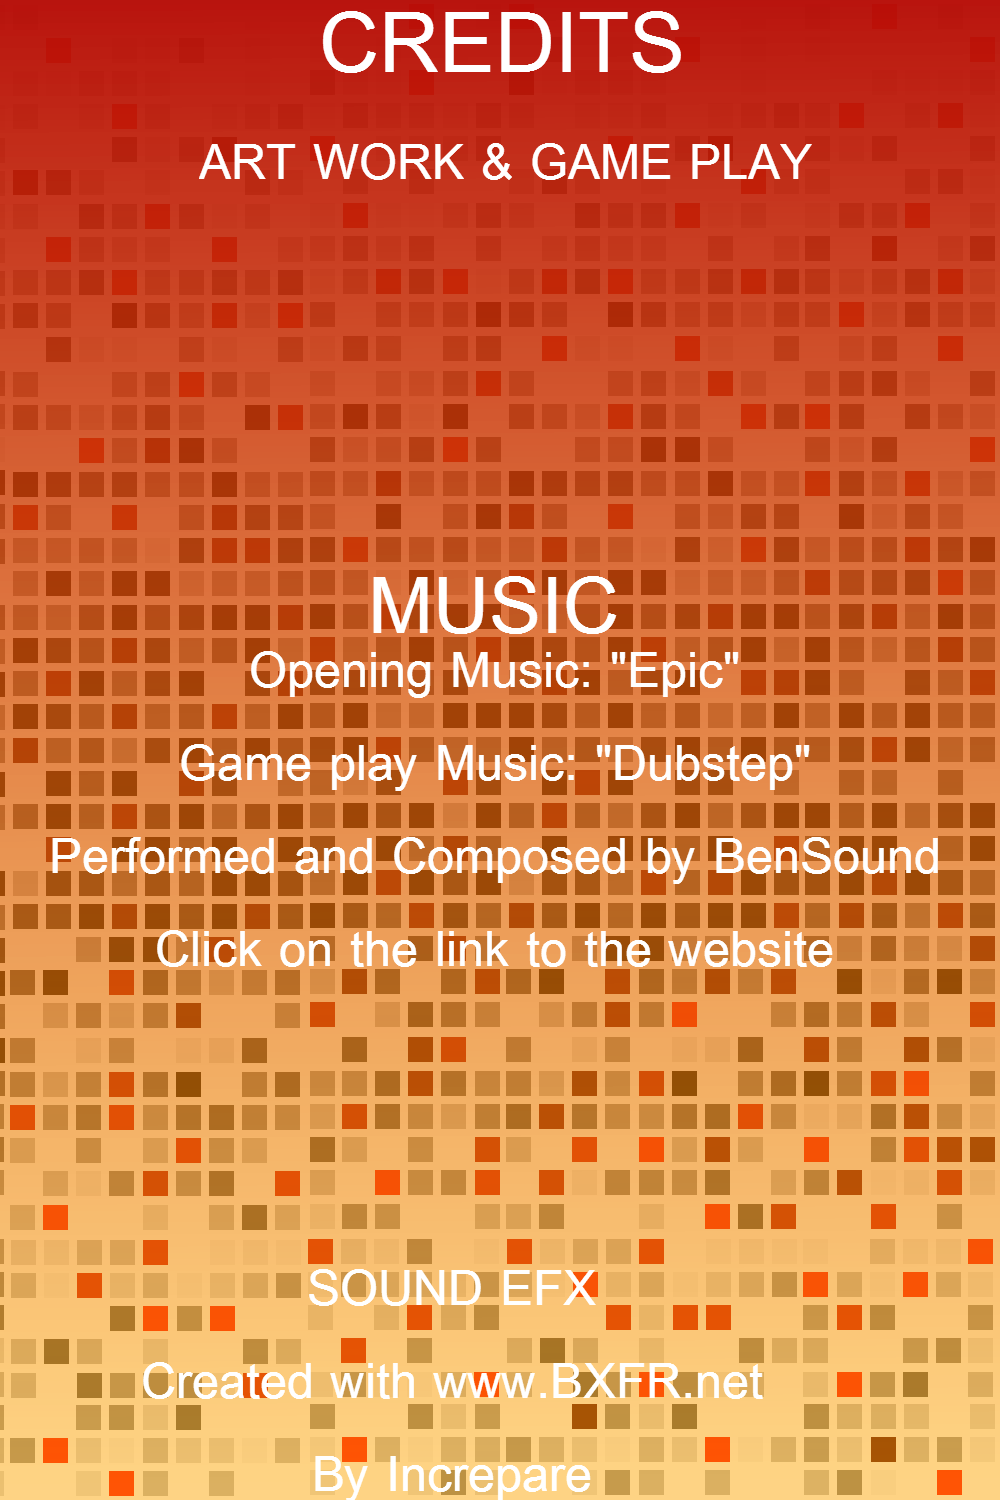 CREDITS
ART WORK & GAME PLAY
MUSIC
Opening Music: "Epic"
Game play Music: "Dubstep"
Performed and Composed by BenSound
Click on the link to the website
SOUND EFX
Created with www.BXFR.net
By Increpare